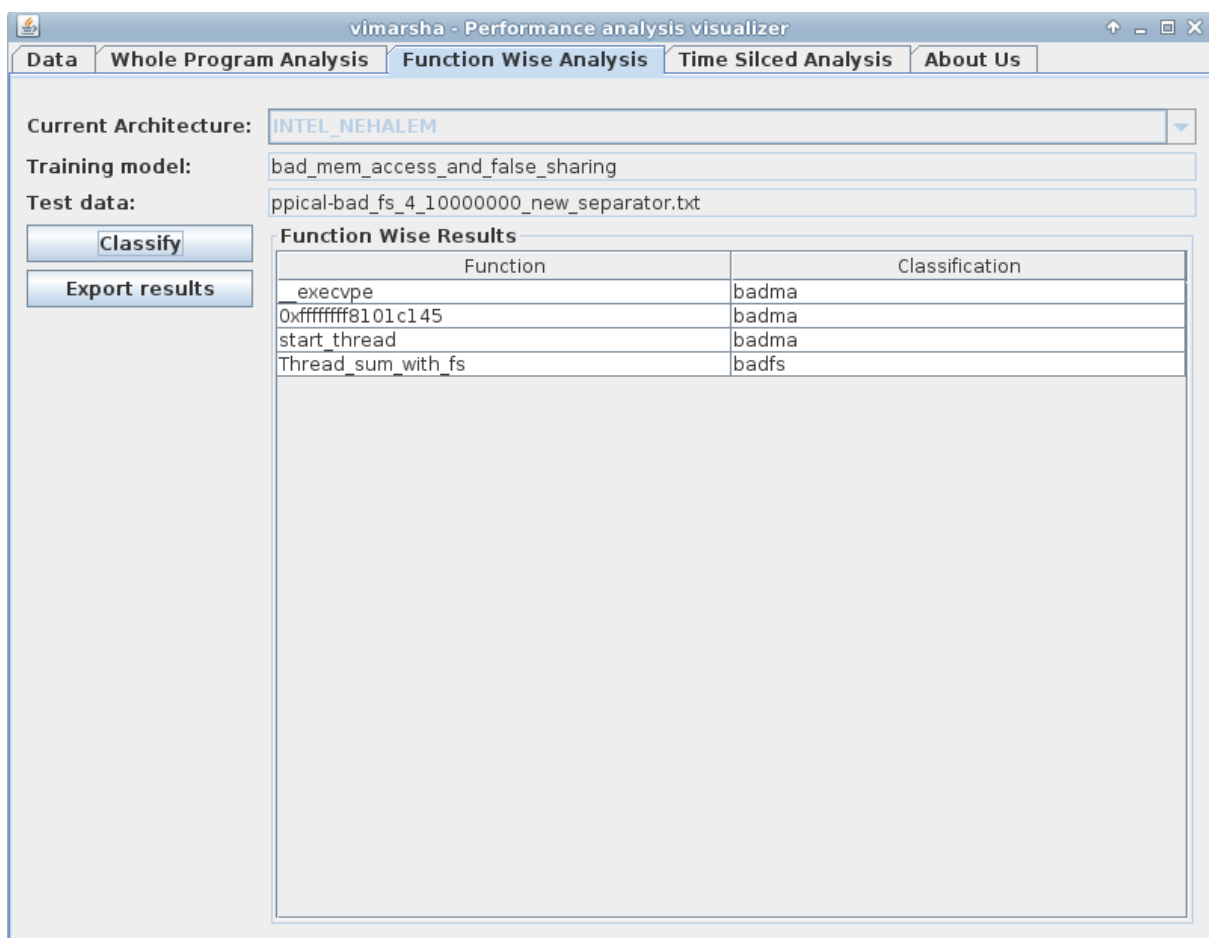 vimarsha - Performance analysis visualizer
Data Whole Program Analysis Function Wise Analysis Time Silced Analysis About Us
Current Architecture: INTEL_NEHALEM
Training model: bad_mem_access_and_false_sharing
Test data: ppical-bad_fs_4_10000000_new_separator.txt
Classify
Export results
Function Wise Results
Function Classification
__execvpe badma
0xffffffff8101c145 badma
start_thread badma
Thread_sum_with_fs badfs